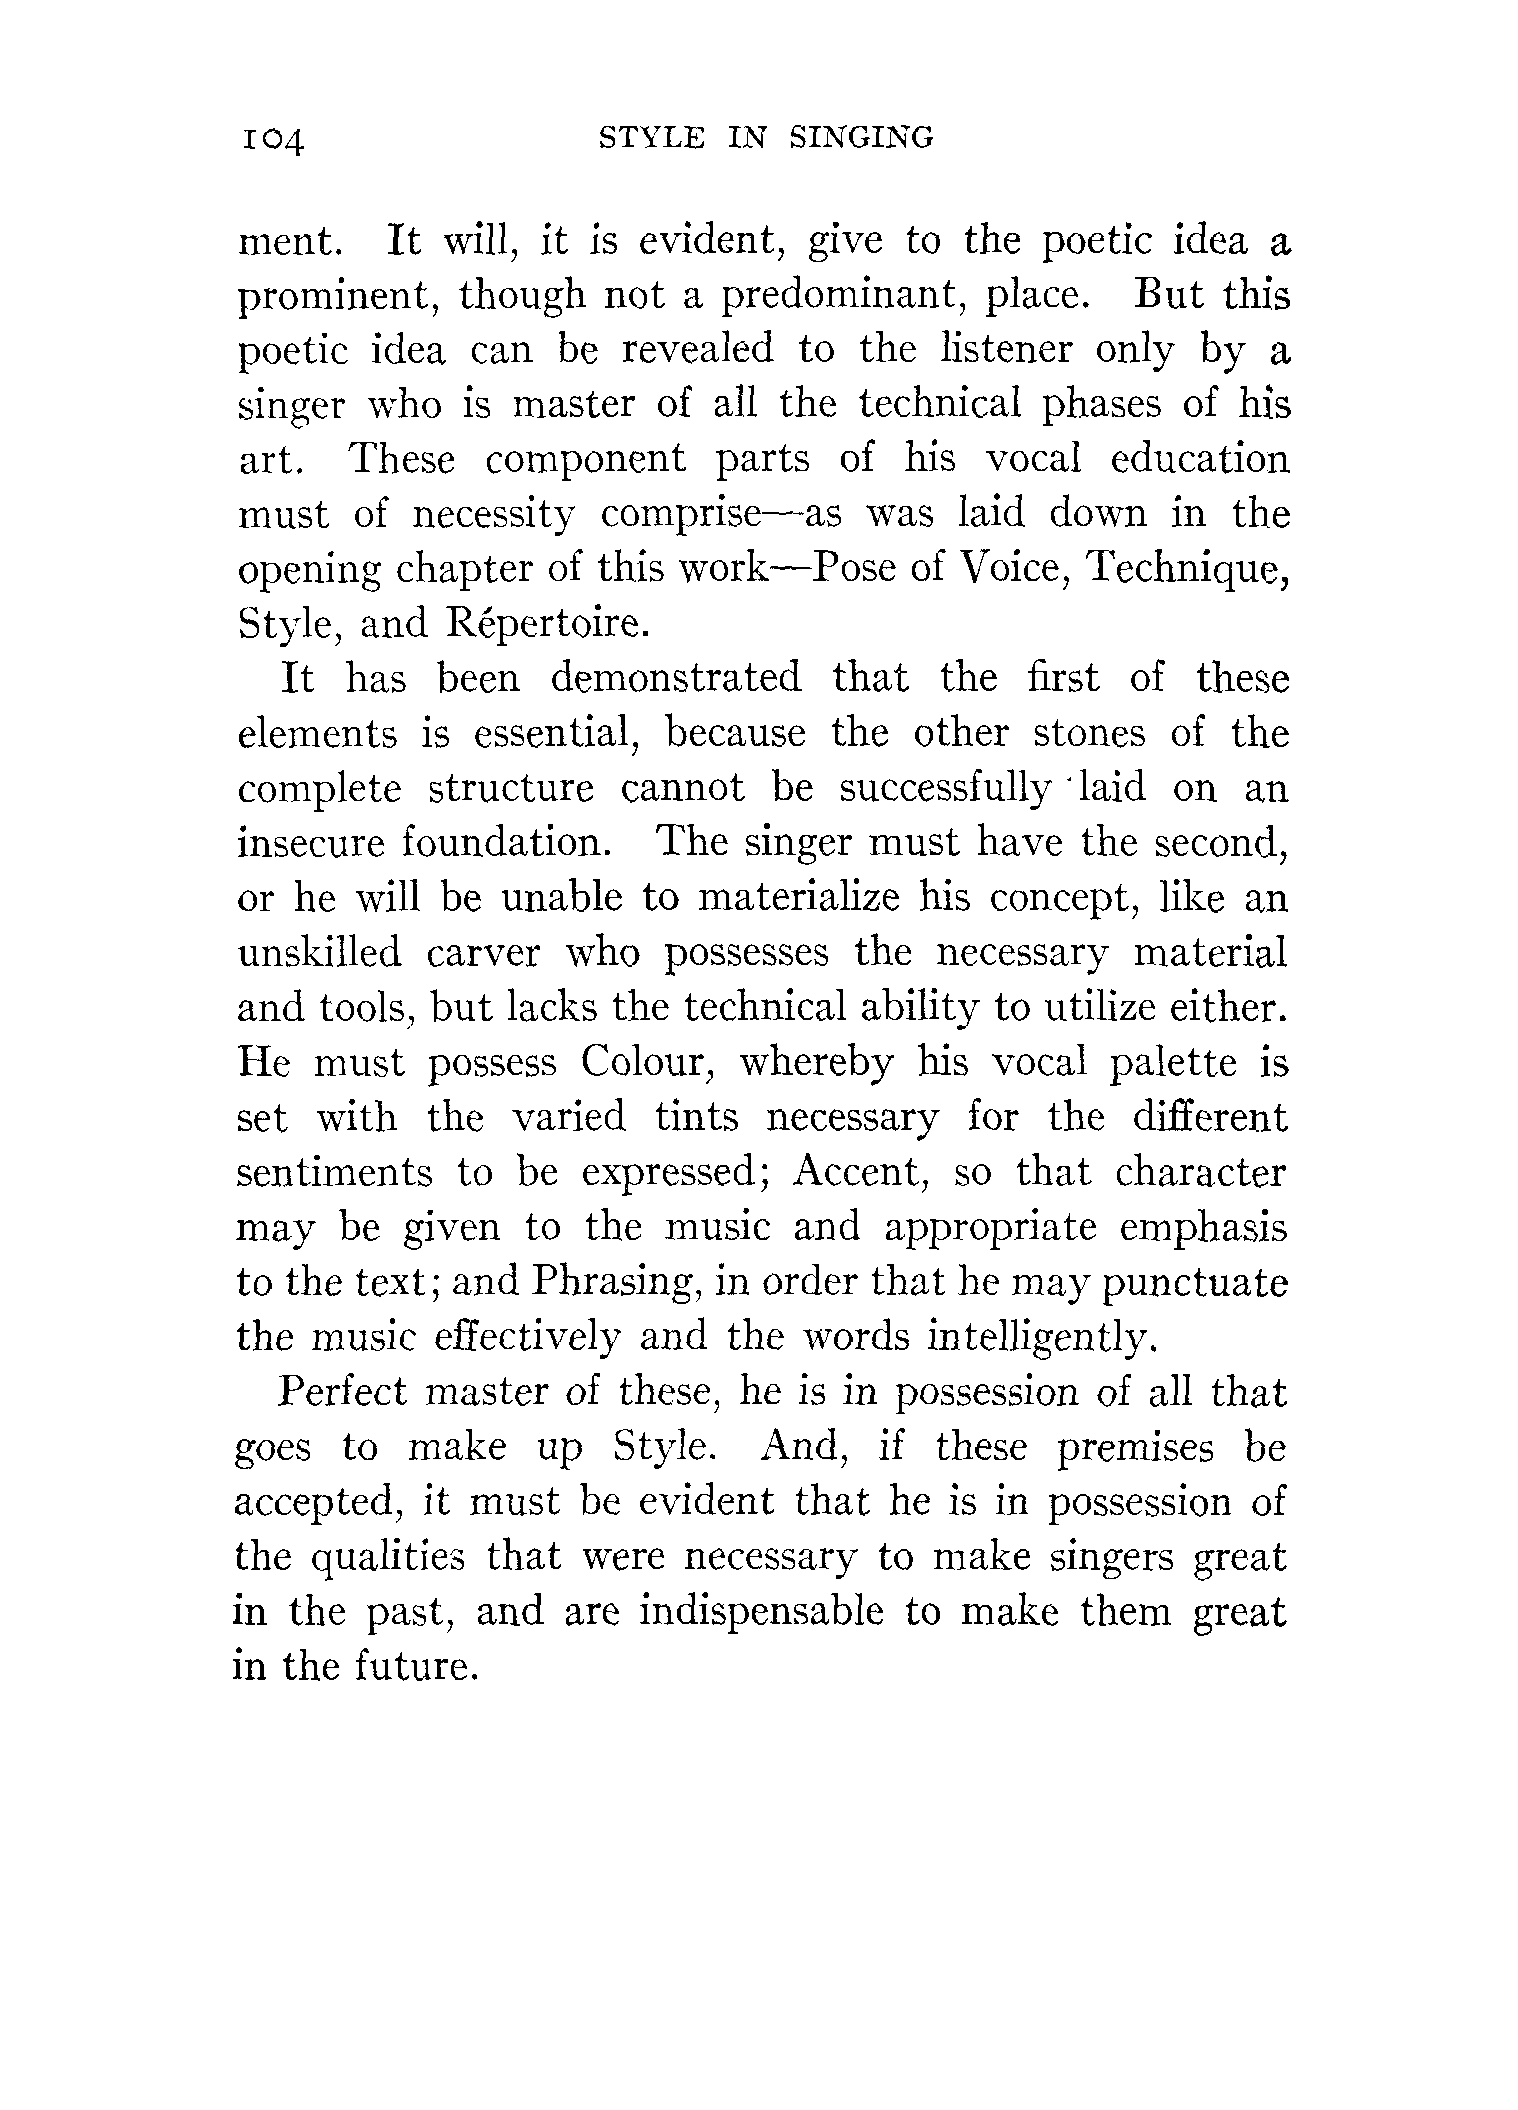 104 STYLE IN SINGING
ment. It will, it is evident, give to the poetic idea a
prominent, though not a predominant, place. But this
poetic idea can be revealed to the listener only by a
singer who is master of all the technical phases of his
art. These component parts of his vocal education
must of necessity comprise—as was laid down in the
opening chapter of this work—Pose of Voice, Technique,
Style, and Répertoire.
It has been demonstrated that the first of these
elements is essential, because the other stones of the
complete structure cannot be successfully laid on an
insecure foundation. The singer must have the second,
or he will be unable to materialize his concept, like an
unskilled carver who possesses the necessary material
and tools, but lacks the technical ability to utilize either.
He must possess Colour, whereby his vocal palette is
set with the varied tints necessary for the different
sentiments to be expressed; Accent, so that character
may be given to the music and appropriate emphasis
to the text; and Phrasing, in order that he may punctuate
the music effectively and the words intelligently.
Perfect master of these, he is in possession of all that
goes to make up Style. And, if these premises be
accepted, it must be evident that he is in possession of
the qualities that were necessary to make singers great
in the past, and are indispensable to make them great
in the future.